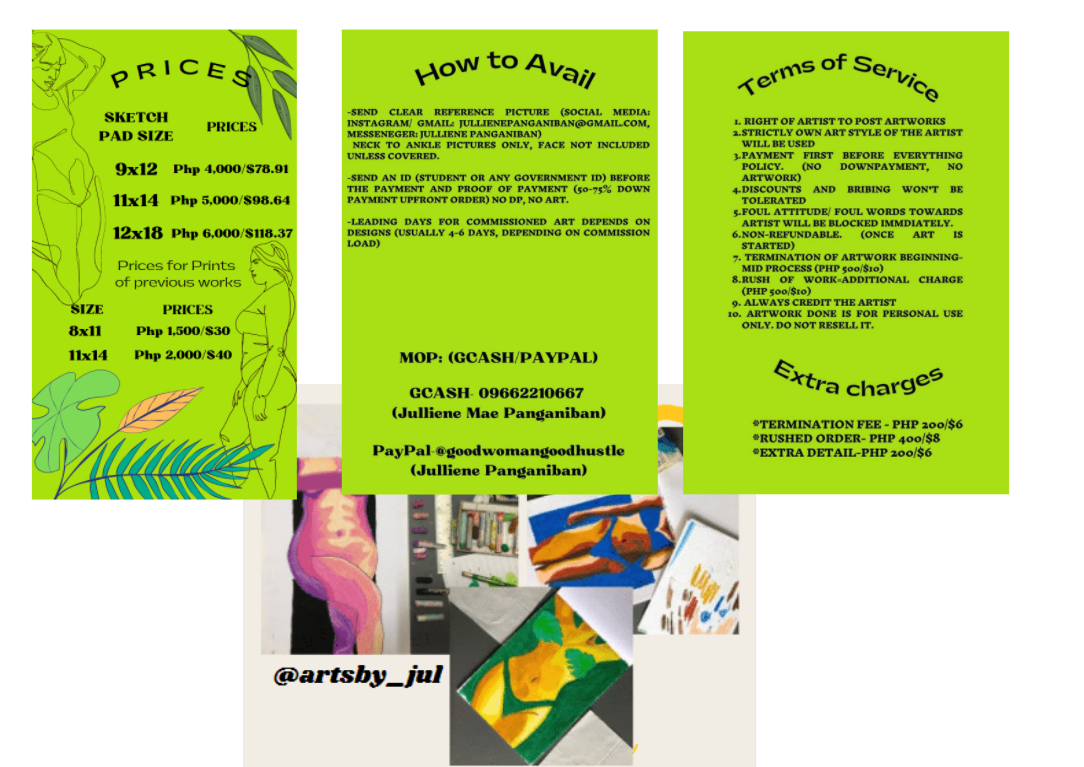 PRICES
SKETCH
PAD SIZE
PRICES
9x12 Php 4,000/$78.91
11x14 Php 5,000/$98.64
12x18 Php 6,000/$118.37
Prices for Prints
of previous works
SIZE PRICES
8x11 Php 1,500/$30
11x14 Php 2,000/$40
How to Avail
-SEND CLEAR REFERENCE PICTURE (SOCIAL MEDIA:
INSTAGRAM/ GMAIL: JULLIENEPANGANIBAN@GMAIL.COM,
MESSENEGER: JULLIENE PANGANIBAN)
NECK TO ANKLE PICTURES ONLY, FACE NOT INCLUDED
UNLESS COVERED.
-SEND AN ID (STUDENT OR ANY GOVERNMENT ID) BEFORE
THE PAYMENT AND PROOF OF PAYMENT (50-75% DOWN
PAYMENT UPFRONT ORDER) NO DP, NO ART.
-LEADING DAYS FOR COMMISSIONED ART DEPENDS ON
DESIGNS (USUALLY 4-6 DAYS, DEPENDING ON COMMISSION
LOAD)
MOP: (GCASH/PAYPAL)
GCASH- 09662210667
(Julliene Mae Panganiban)
PayPal-@goodwomangoodhustle
(Julliene Panganiban)
Terms of Service
1. RIGHT OF ARTIST TO POST ARTWORKS
2. STRICTLY OWN ART STYLE OF THE ARTIST
WILL BE USED
3. PAYMENT FIRST BEFORE EVERYTHING
POLICY. (NO DOWNPAYMENT, NO
ARTWORK)
4. DISCOUNTS AND BRIBING WON'T BE
TOLERATED
5. FOUL ATTITUDE/ FOUL WORDS TOWARDS
ARTIST WILL BE BLOCKED IMMDIATELY.
6. NON-REFUNDABLE. (ONCE ART IS
STARTED)
7. TERMINATION OF ARTWORK BEGINNING-
MID PROCESS (PHP 500/$10)
8. RUSH OF WORK=ADDITIONAL CHARGE
(PHP 500/$10)
9. ALWAYS CREDIT THE ARTIST
10. ARTWORK DONE IS FOR PERSONAL USE
ONLY. DO NOT RESELL IT.
Extra charges
*TERMINATION FEE - PHP 200/$6
*RUSHED ORDER- PHP 400/$8
*EXTRA DETAIL-PHP 200/$6
@artsby_jul